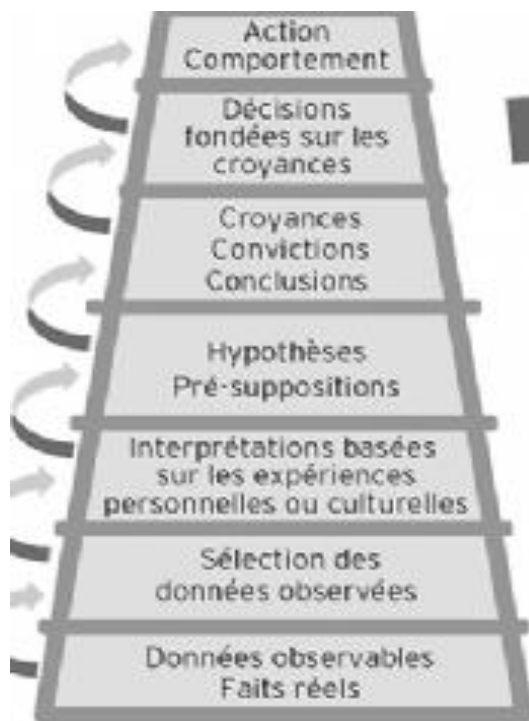 Action
Comportement
Décisions
fondées sur les
croyances
Croyances
Convictions
Conclusions
Hypothèses
Pré-suppositions
Interprétations basées
sur les expériences
personnelles ou culturelles
Sélection des
données observées
Données observables
Faits réels